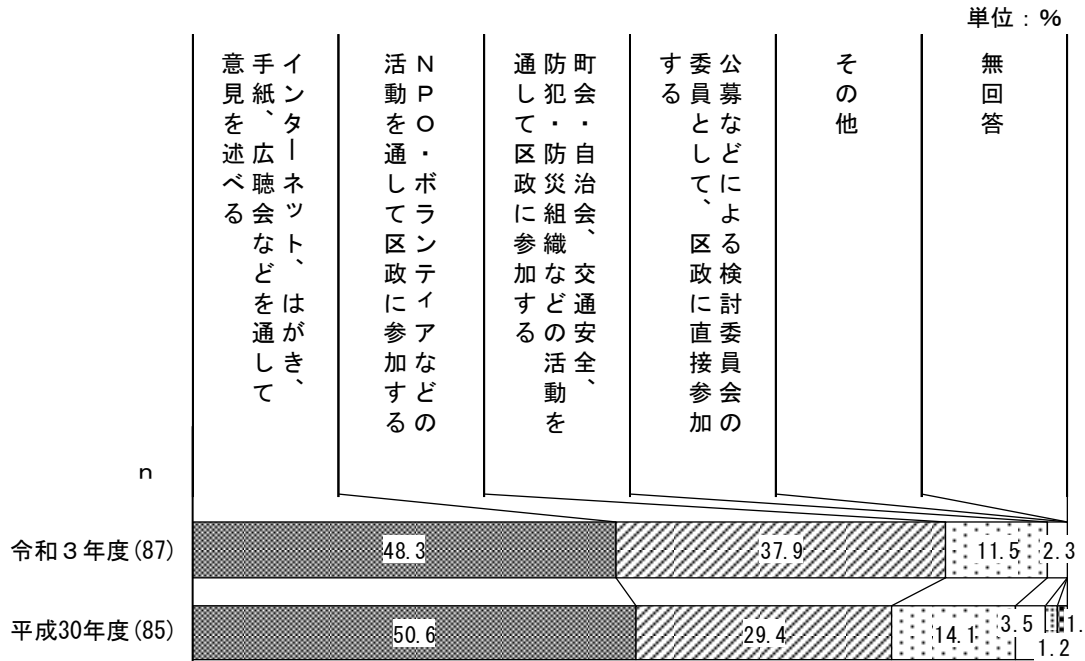 単位：％
インターネット、はがき、
手紙、広聴会などを通して
意見を述べる
ＮＰＯ・ボランティアなどの
活動を通して区政に参加する
町会・自治会、交通安全、
防犯・防災組織などの活動を
通して区政に参加する
公募などによる検討委員会の
委員として、区政に直接参加
する
その他
無回答
ｎ
令和３年度(87)
48.3
37.9
11.5
2.3
平成30年度(85)
50.6
29.4
14.1
3.5
1.2
1.